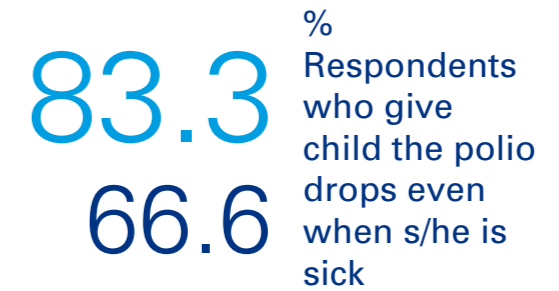 83.3
66.6
%
Respondents
who give
child the polio
drops even
when s/he is
sick